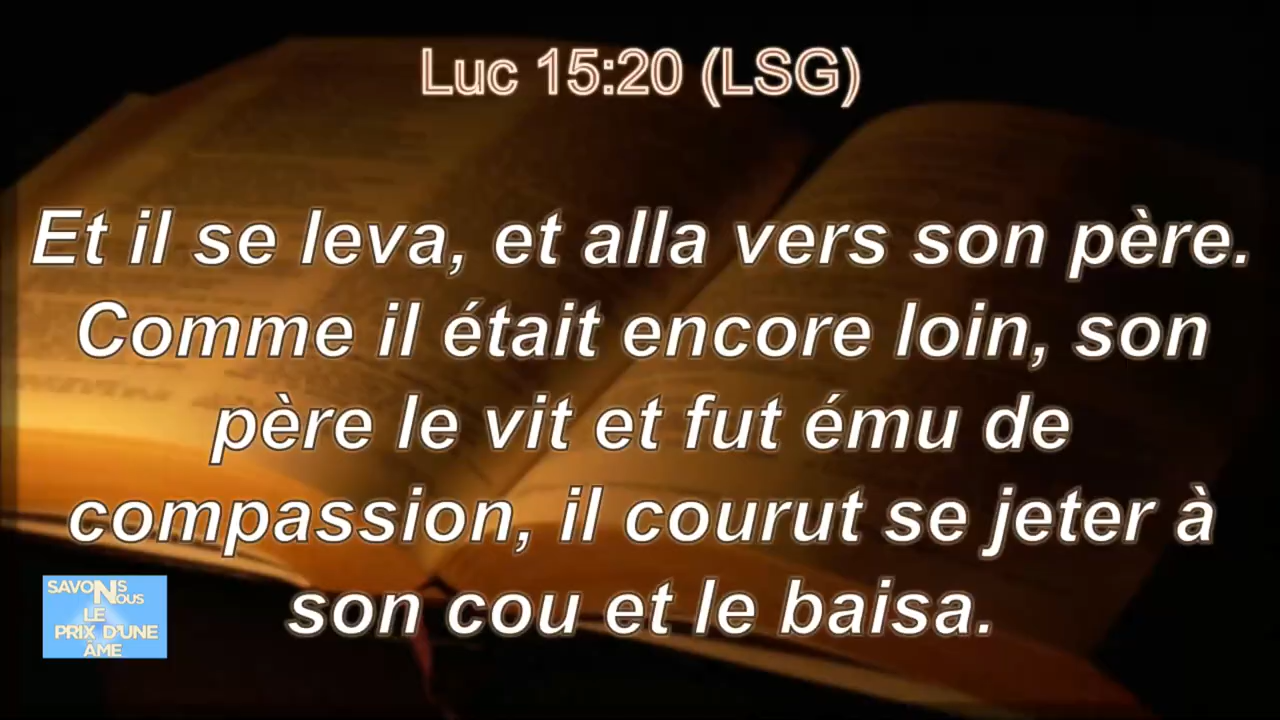 Luc 15:20 (LSG)
Et il se leva, et alla vers son père.
Comme il était encore loin, son
père le vit et fut ému de
compassion, il courut se jeter à
son cou et le baisa.
SAVONS
NOUS
LE
PRIX D'UNE
ÂME